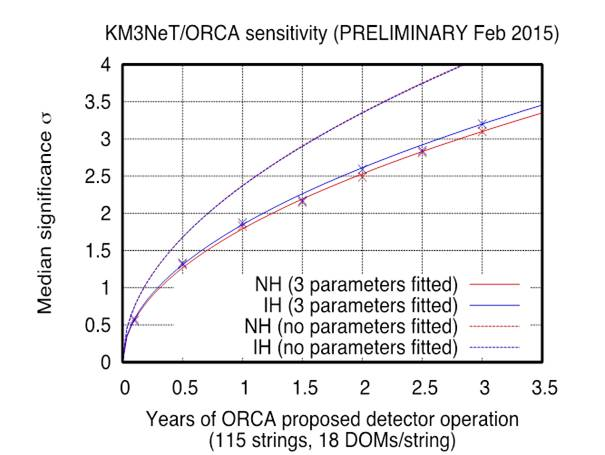 KM3NeT/ORCA sensitivity (PRELIMINARY Feb 2015)
4
3.5
3
2.5
2
1.5
1
0.5
0
Median significance σ
NH (3 parameters fitted)
IH (3 parameters fitted)
NH (no parameters fitted)
IH (no parameters fitted)
0 0.5 1 1.5 2 2.5 3 3.5
Years of ORCA proposed detector operation
(115 strings, 18 DOMs/string)